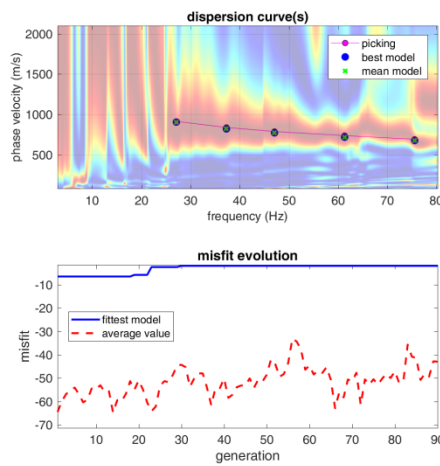 dispersion curve(s)
phase velocity (m/s)
2000
1500
1000
500
picking
best model
mean model
10 20 30 40 50 60 70 80
frequency (Hz)
misfit evolution
misfit
-10
-20
-30
-40
-50
-60
-70
fittest model
average value
10 20 30 40 50 60 70 80 90
generation